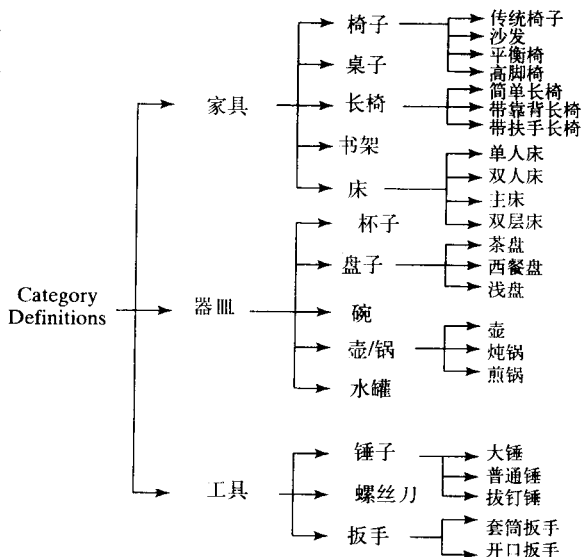 Category
Definitions
家具
椅子
传统椅子
沙发
平衡椅
高脚椅
桌子
长椅
简单长椅
带靠背长椅
带扶手长椅
书架
床
单人床
双人床
主床
双层床
器皿
杯子
盘子
茶盘
西餐盘
浅盘
碗
壶/锅
壶
炖锅
煎锅
水罐
工具
锤子
大锤
普通锤
拔钉锤
螺丝刀
扳手
套筒扳手
开口扳手